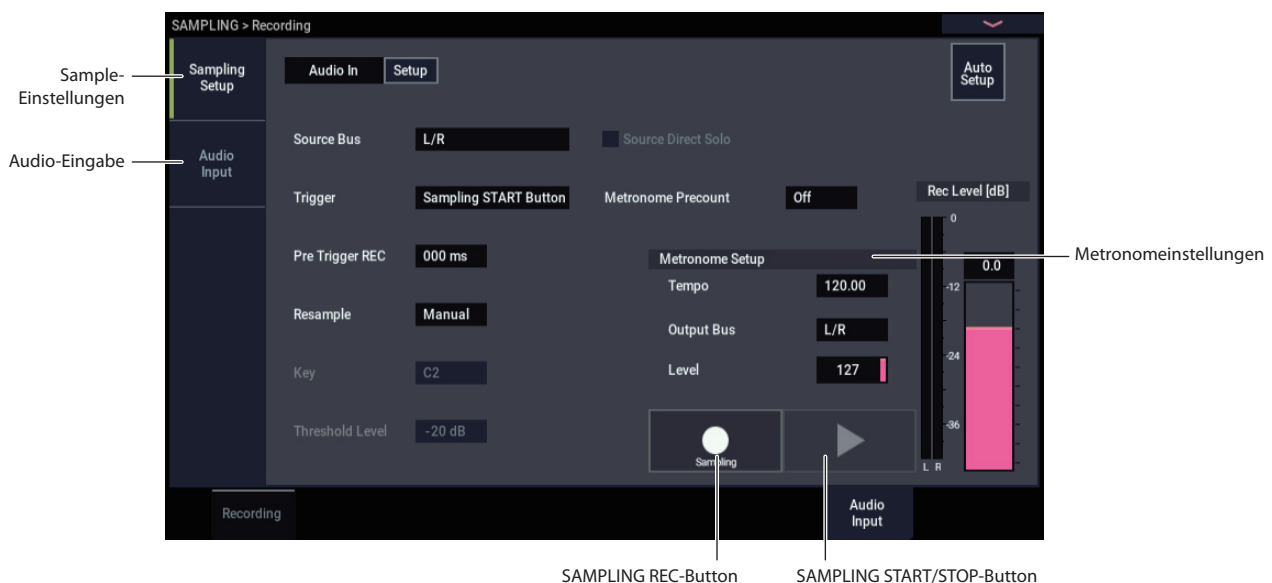 SAMPLING > Recording
Sample-
Einstellungen
Sampling
Setup
Audio In
Setup
Auto
Setup
Audio-Eingabe
Audio
Input
Source Bus
L/R
Source Direct Solo
Trigger
Sampling START Button
Metronome Precount
Off
Rec Level [dB]
0
Pre Trigger REC
000 ms
Metronome Setup
Metronomeinstellungen
0.0
Tempo
120.00
-12
Resample
Manual
Output Bus
L/R
-24
Key
C2
Level
127
Threshold Level
-20 dB
-36
Sampling
L R
Recording
Audio
Input
SAMPLING REC-Button
SAMPLING START/STOP-Button